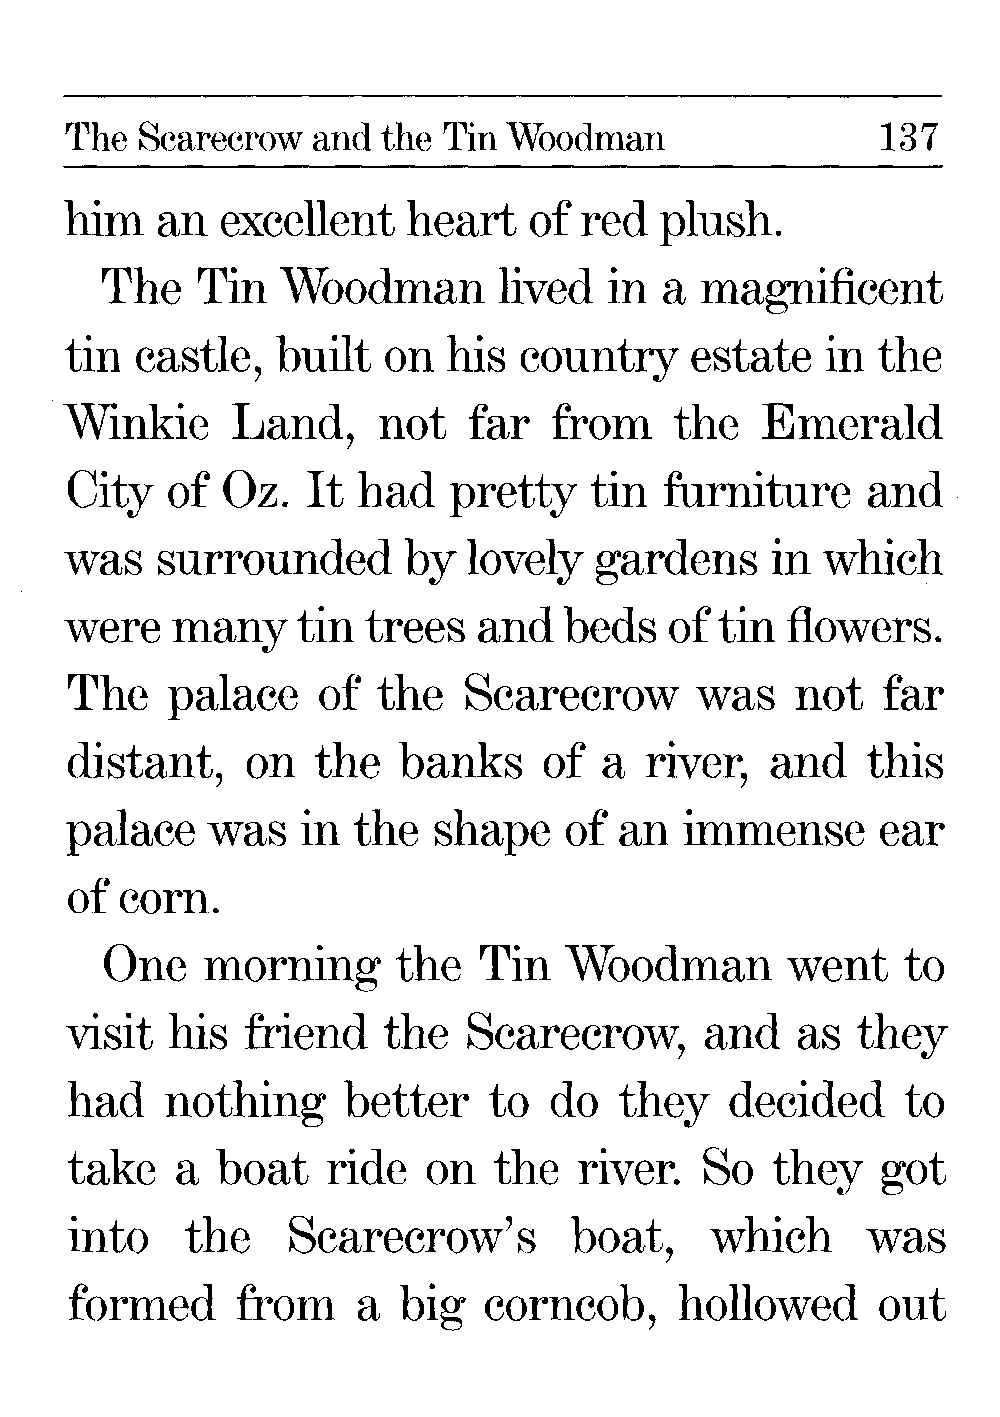 The Scarecrow and the Tin Woodman 137
him an excellent heart of red plush.
The Tin Woodman lived in a magnificent
tin castle, built on his country estate in the
Winkie Land, not far from the Emerald
City of Oz. It had pretty tin furniture and
was surrounded by lovely gardens in which
were many tin trees and beds of tin flowers.
The palace of the Scarecrow was not far
distant, on the banks of a river, and this
palace was in the shape of an immense ear
of corn.
One morning the Tin Woodman went to
visit his friend the Scarecrow, and as they
had nothing better to do they decided to
take a boat ride on the river. So they got
into the Scarecrow's boat, which was
formed from a big corncob, hollowed out